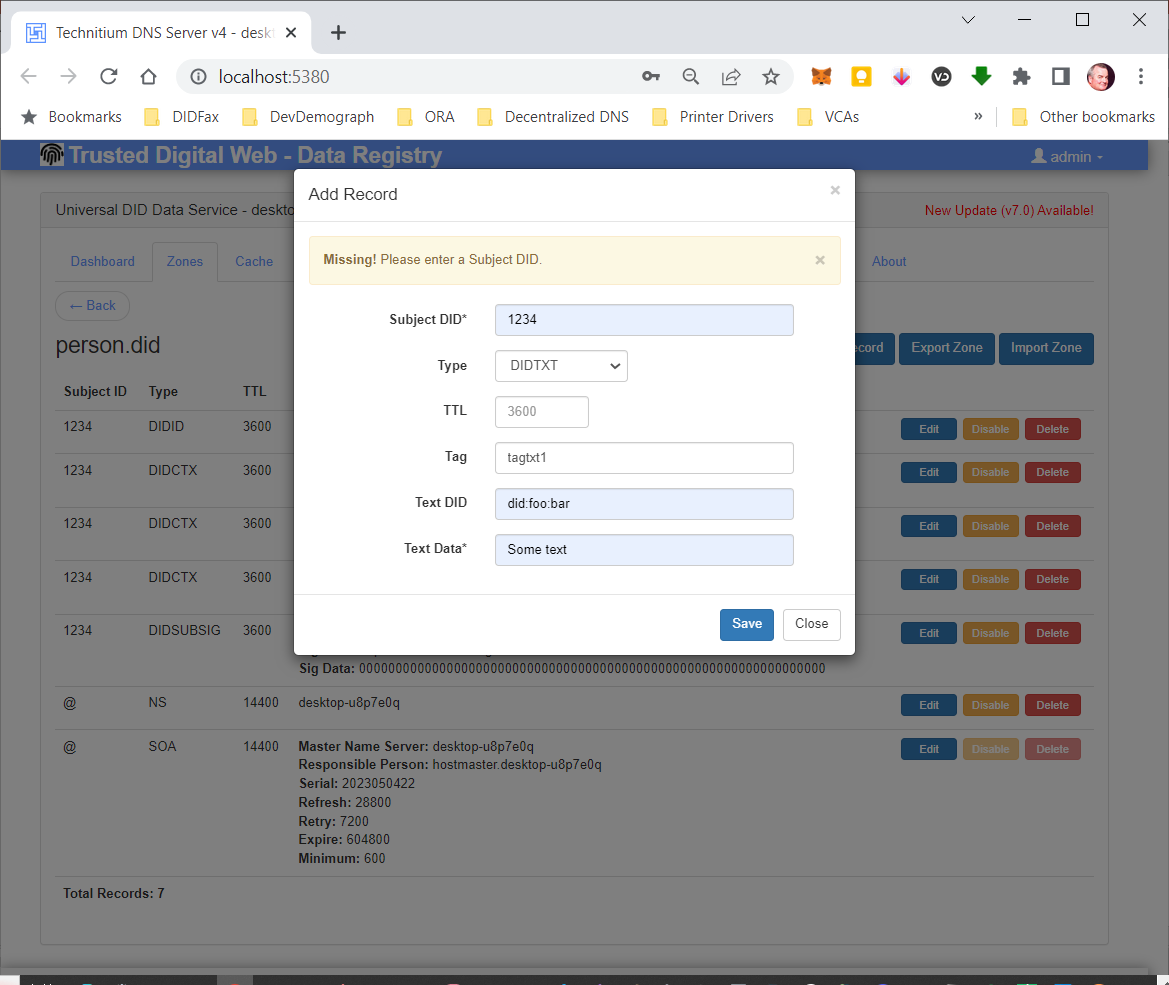 Technitium DNS Server v4 - desk
localhost:5380
Bookmarks DIDFax DevDemograph ORA Decentralized DNS Printer Drivers VCAs » Other bookmarks
Trusted Digital Web - Data Registry admin
Add Record ×
Universal DID Data Service - deskto New Update (v7.0) Available!
Missing! Please enter a Subject DID. ×
Dashboard Zones Cache About
← Back
Subject DID* 1234
person.did ecord Export Zone Import Zone
Type DIDTXT
Subject ID Type TTL
TTL 3600
1234 DIDID 3600 Edit Disable Delete
Tag tagtxt1
1234 DIDCTX 3600 Edit Disable Delete
Text DID did:foo:bar
1234 DIDCTX 3600 Edit Disable Delete
Text Data* Some text
1234 DIDCTX 3600 Edit Disable Delete
Save Close
1234 DIDSUBSIG 3600 Edit Disable Delete
Sig Data: 0000000000000000000000000000000000000000000000000000000000000000
@ NS 14400 desktop-u8p7e0q Edit Disable Delete
@ SOA 14400 Master Name Server: desktop-u8p7e0q Edit Disable Delete
Responsible Person: hostmaster.desktop-u8p7e0q
Serial: 2023050422
Refresh: 28800
Retry: 7200
Expire: 604800
Minimum: 600
Total Records: 7